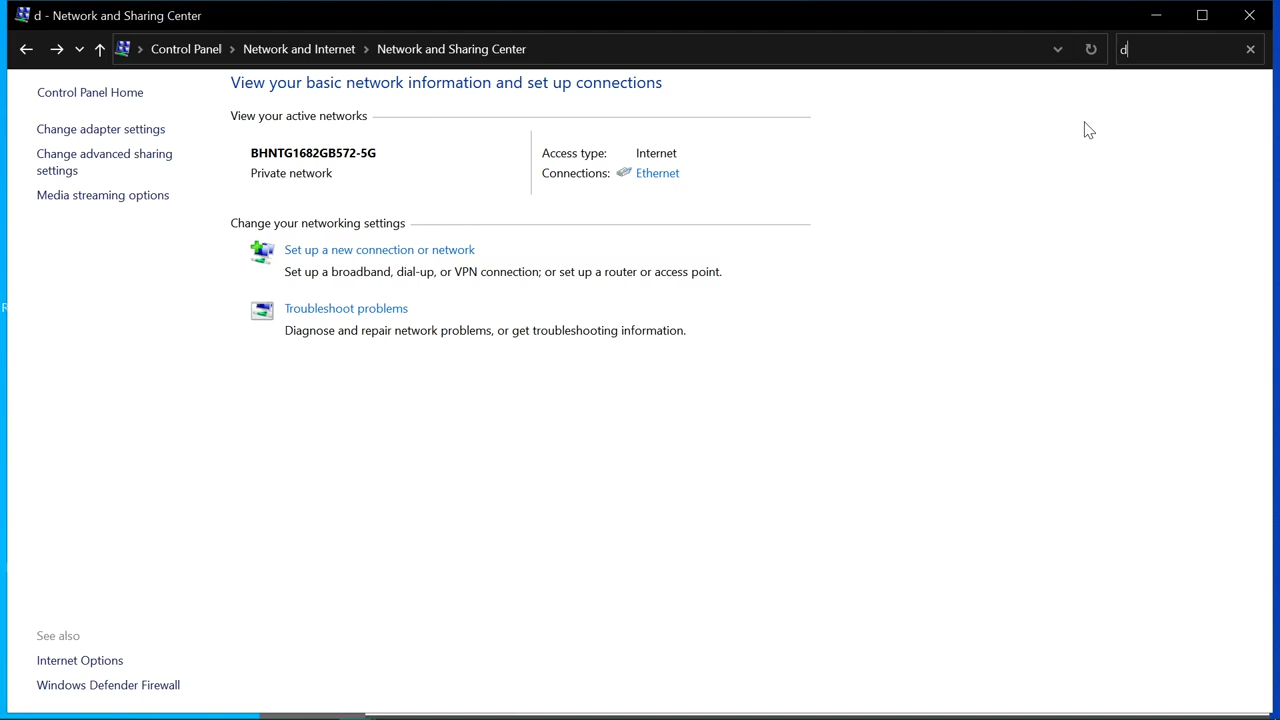 d - Network and Sharing Center
Control Panel
Network and Internet
Network and Sharing Center
d
Control Panel Home
Change adapter settings
Change advanced sharing
settings
Media streaming options
View your basic network information and set up connections
View your active networks
BHNTG1682GB572-5G
Private network
Access type: Internet
Connections: Ethernet
Change your networking settings
Set up a new connection or network
Set up a broadband, dial-up, or VPN connection; or set up a router or access point.
Troubleshoot problems
Diagnose and repair network problems, or get troubleshooting information.
See also
Internet Options
Windows Defender Firewall
R